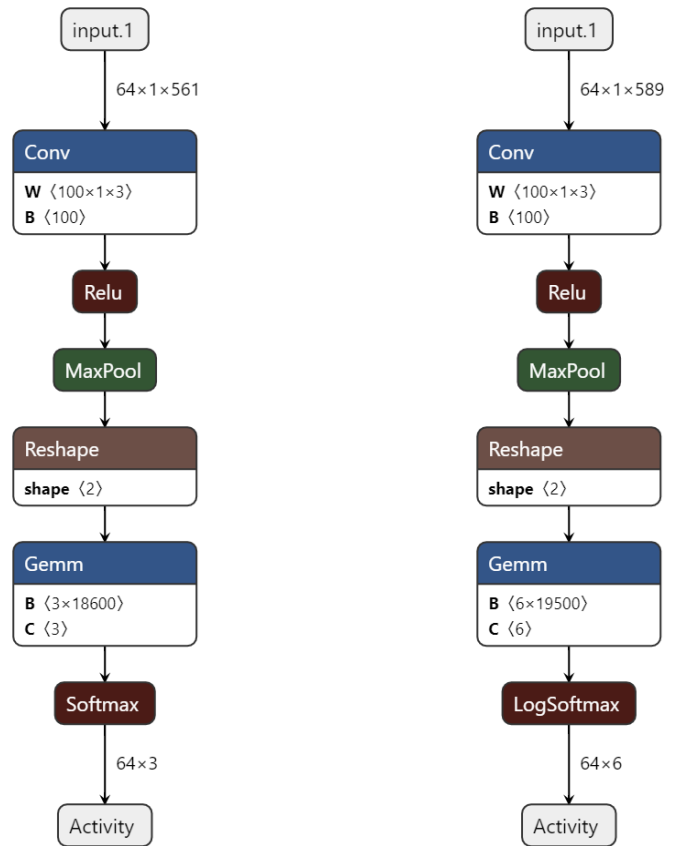 input.1
64×1×561
Conv
W ⟨100×1×3⟩
B ⟨100⟩
Relu
MaxPool
Reshape
shape ⟨2⟩
Gemm
B ⟨3×18600⟩
C ⟨3⟩
Softmax
64×3
Activity
input.1
64×1×589
Conv
W ⟨100×1×3⟩
B ⟨100⟩
Relu
MaxPool
Reshape
shape ⟨2⟩
Gemm
B ⟨6×19500⟩
C ⟨6⟩
LogSoftmax
64×6
Activity